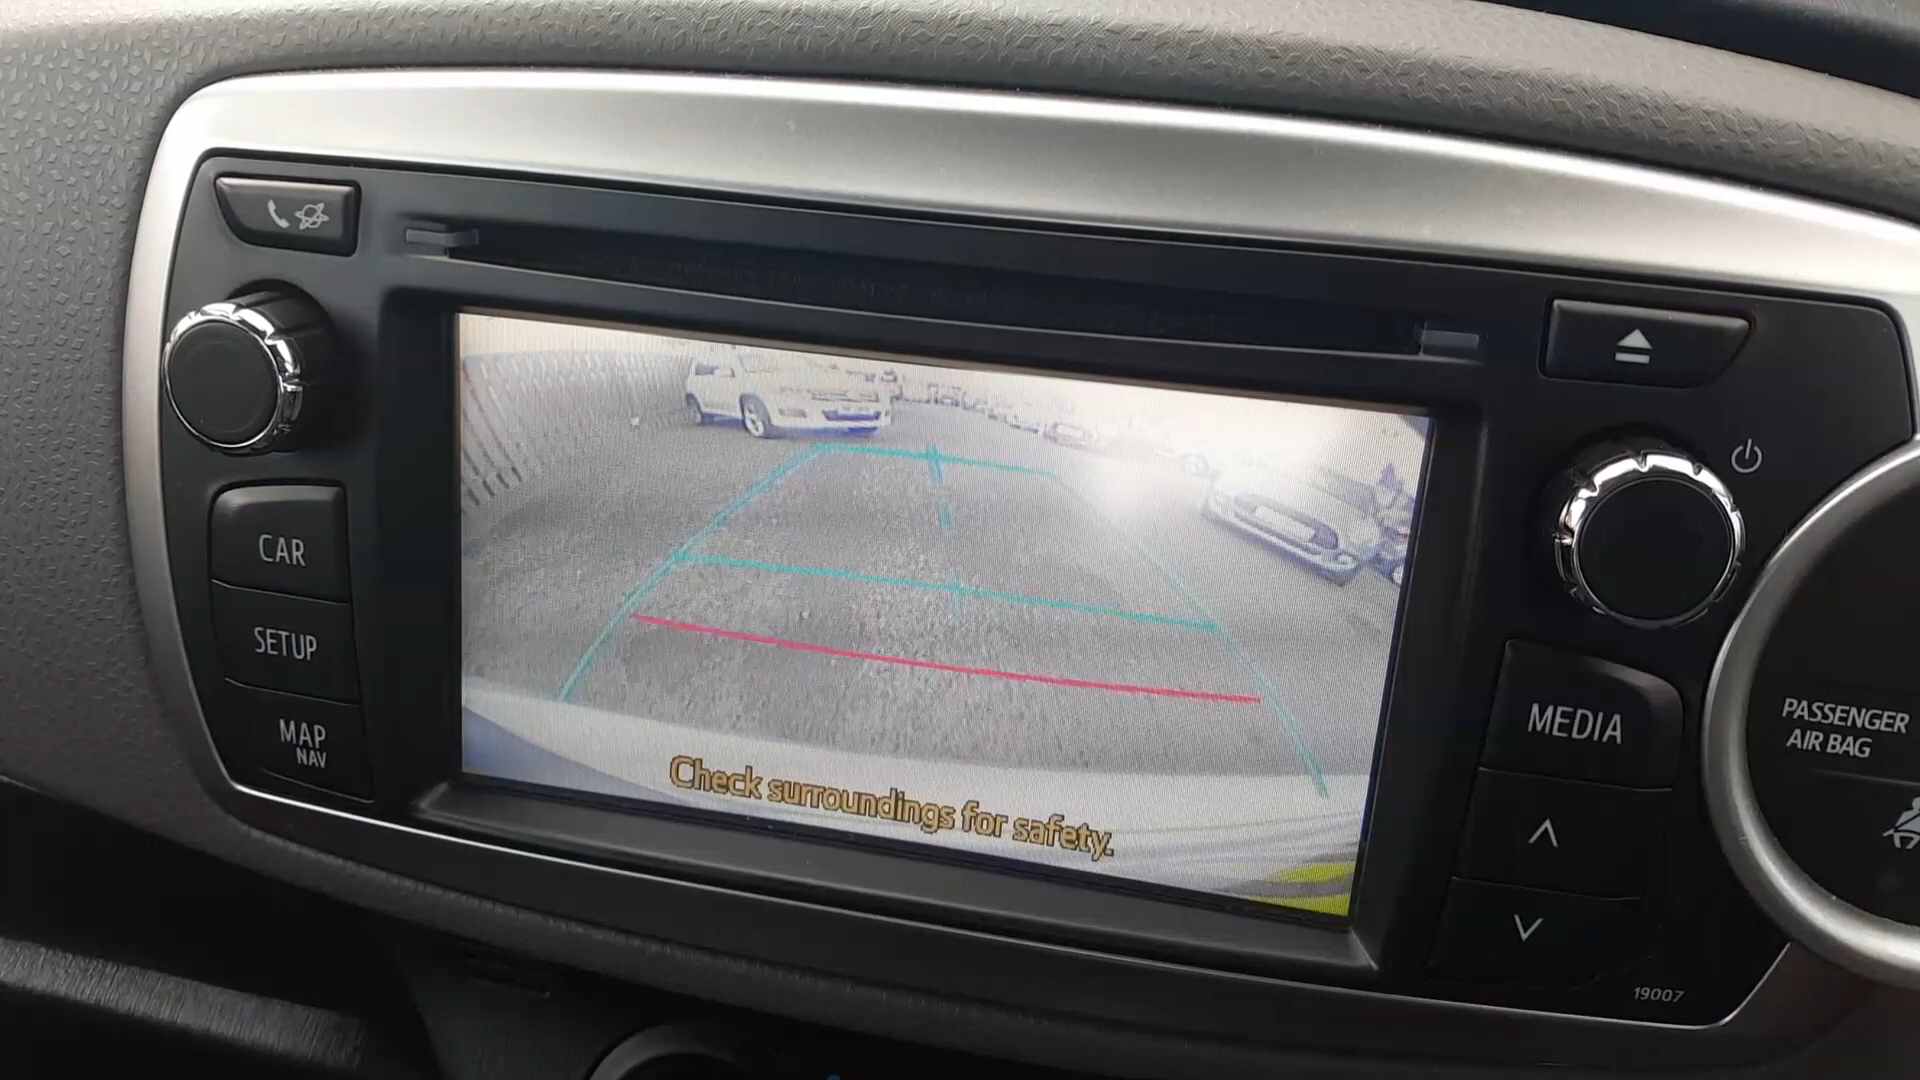 CAR
SETUP
MAP
NAV
Check surroundings for safety.
MEDIA
PASSENGER
AIR BAG
19007